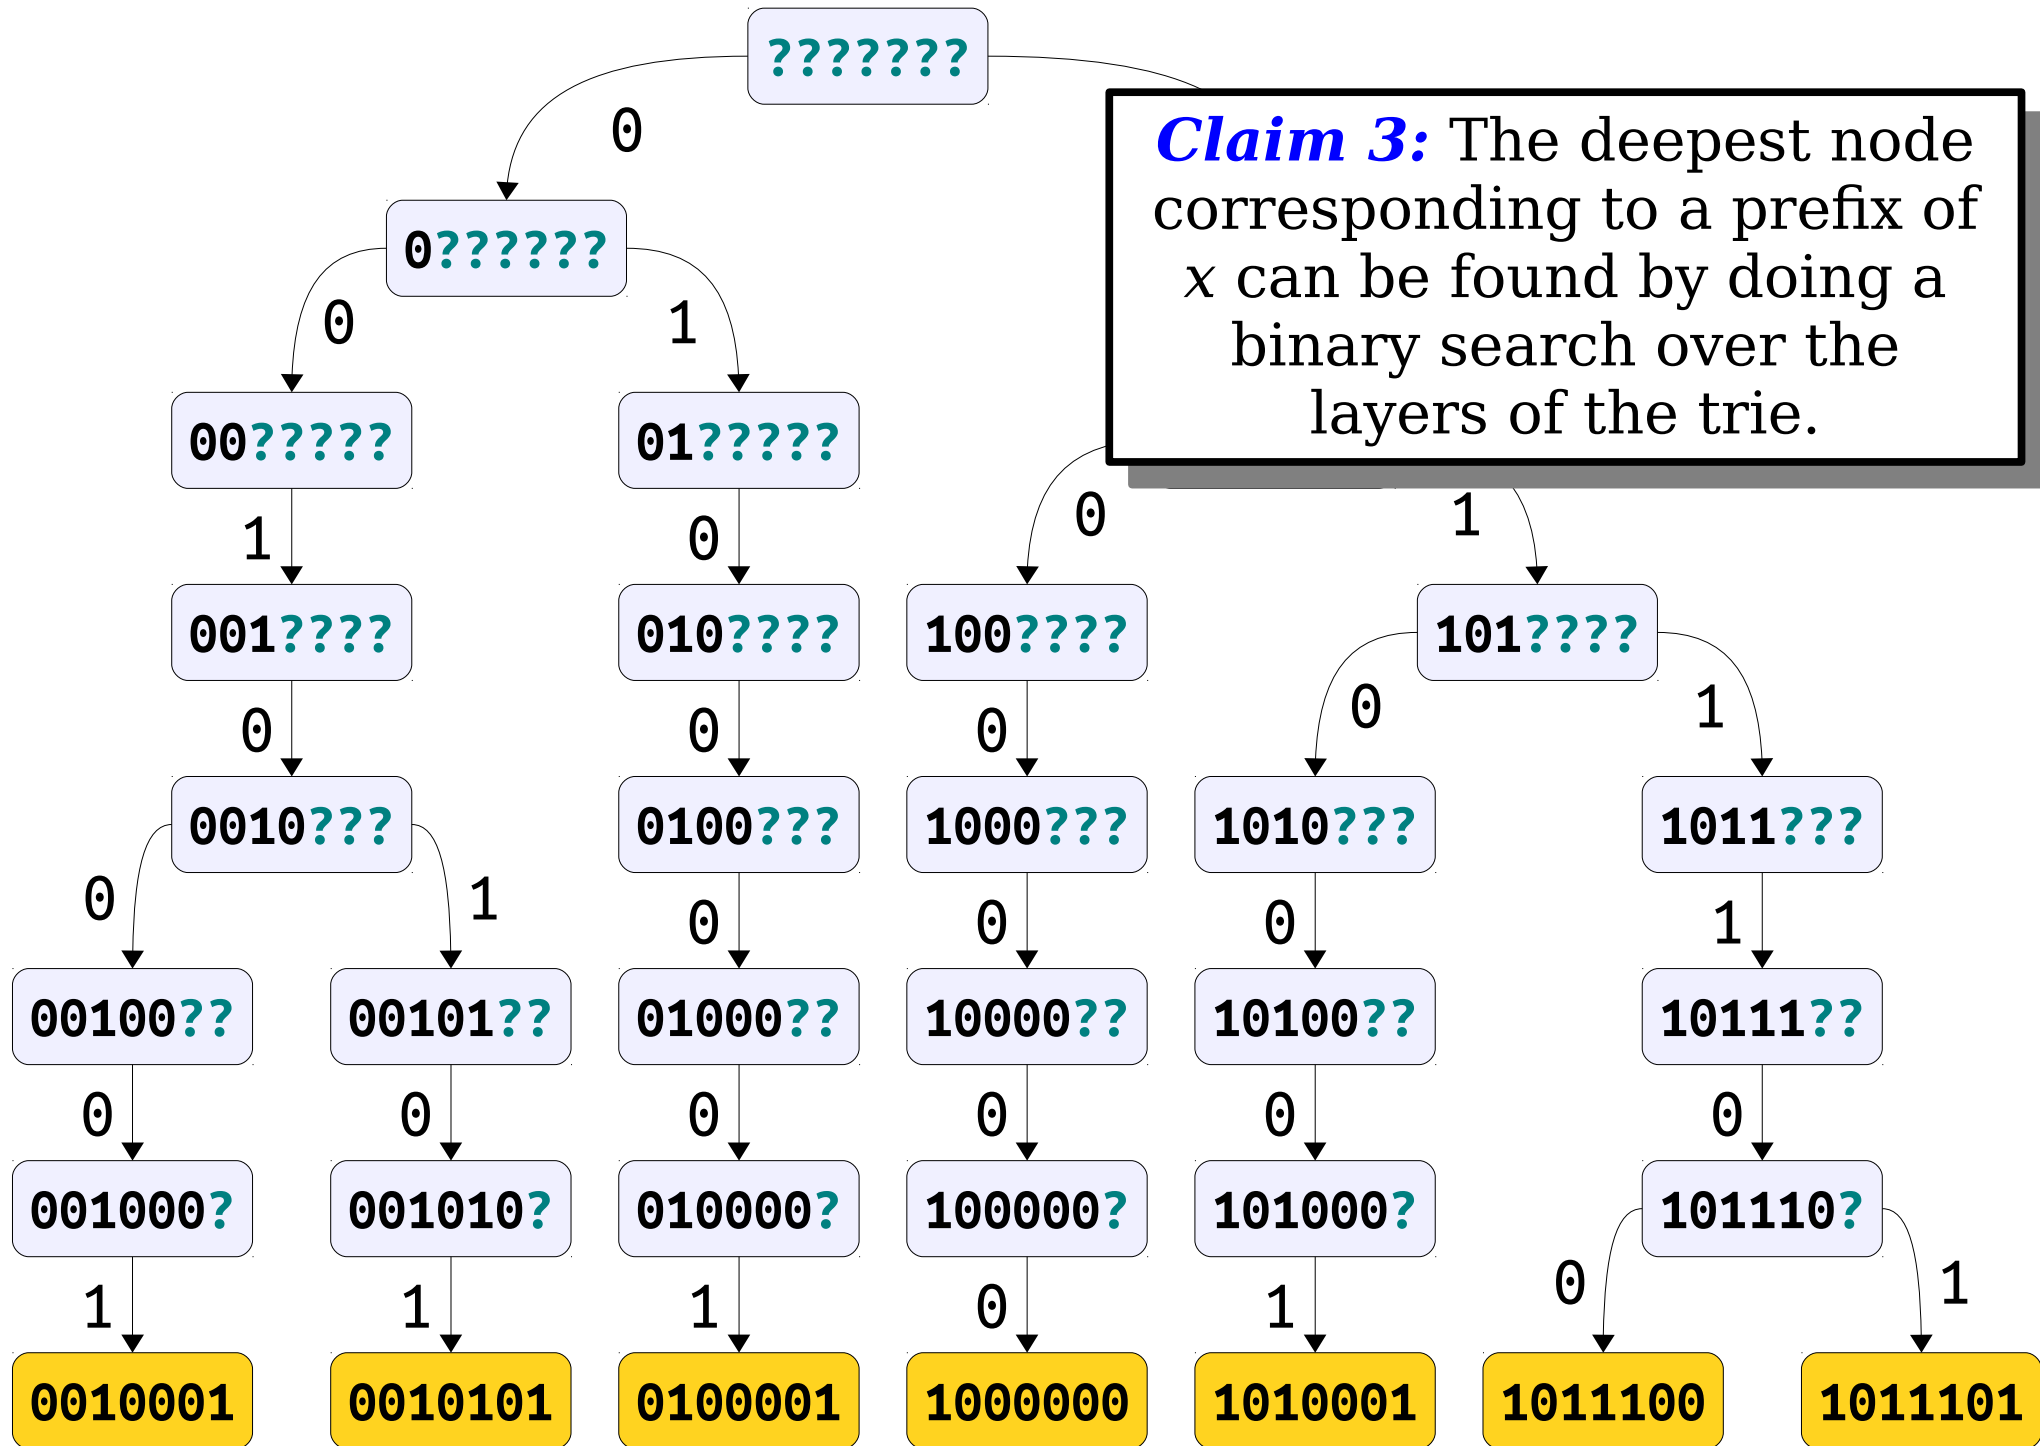 ???????
0
Claim 3: The deepest node
corresponding to a prefix of
x can be found by doing a
binary search over the
layers of the trie.
0??????
0 1
00????? 01?????
1 0 0 1
001???? 010???? 100???? 101????
0 0 0 0 1
0010??? 0100??? 1000??? 1010??? 1011???
0 1 0 0 0 1
00100?? 00101?? 01000?? 10000?? 10100?? 10111??
0 0 0 0 0 0
001000? 001010? 010000? 100000? 101000? 101110?
1 1 1 0 1 0 1
0010001 0010101 0100001 1000000 1010001 1011100 1011101